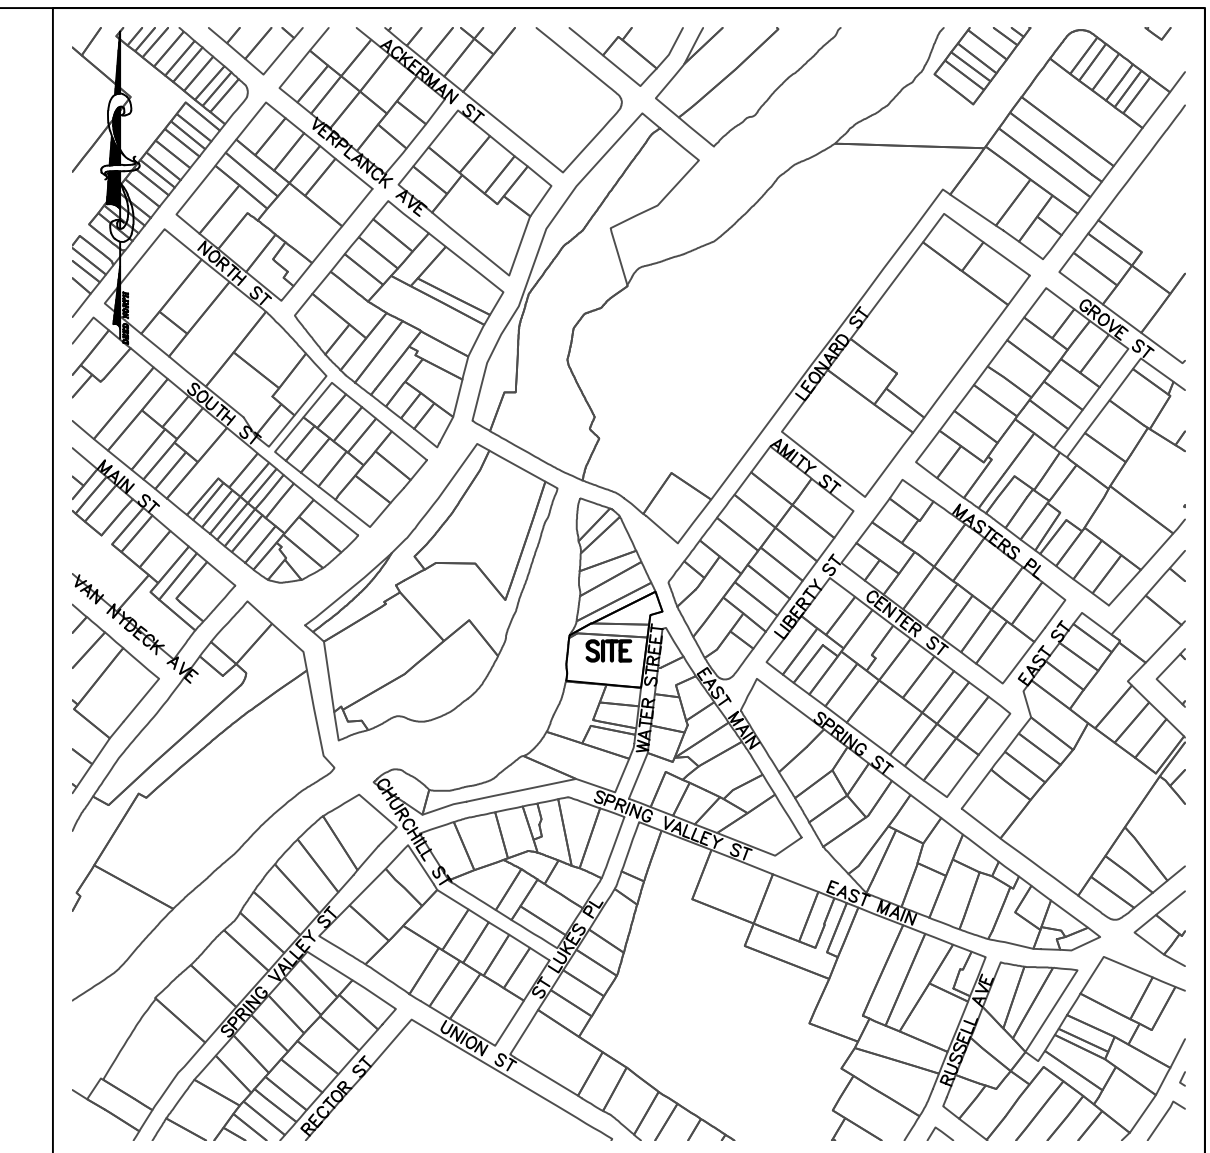 ACKERMAN ST
VERPLANCK AVE
NORTH ST
SOUTH ST
MAIN ST
VAN NYDECK AVE
LEONARD ST
GROVE ST
AMITY ST
MASTERS PL
LIBERTY ST
CENTER ST
EAST ST
SITE
WATER STREET
EAST MAIN
SPRING ST
CHURCHILL ST
SPRING VALLEY ST
EAST MAIN
SPRING VALLEY ST
ST LUKES PL
UNION ST
RECTOR ST
RUSSELL AVE